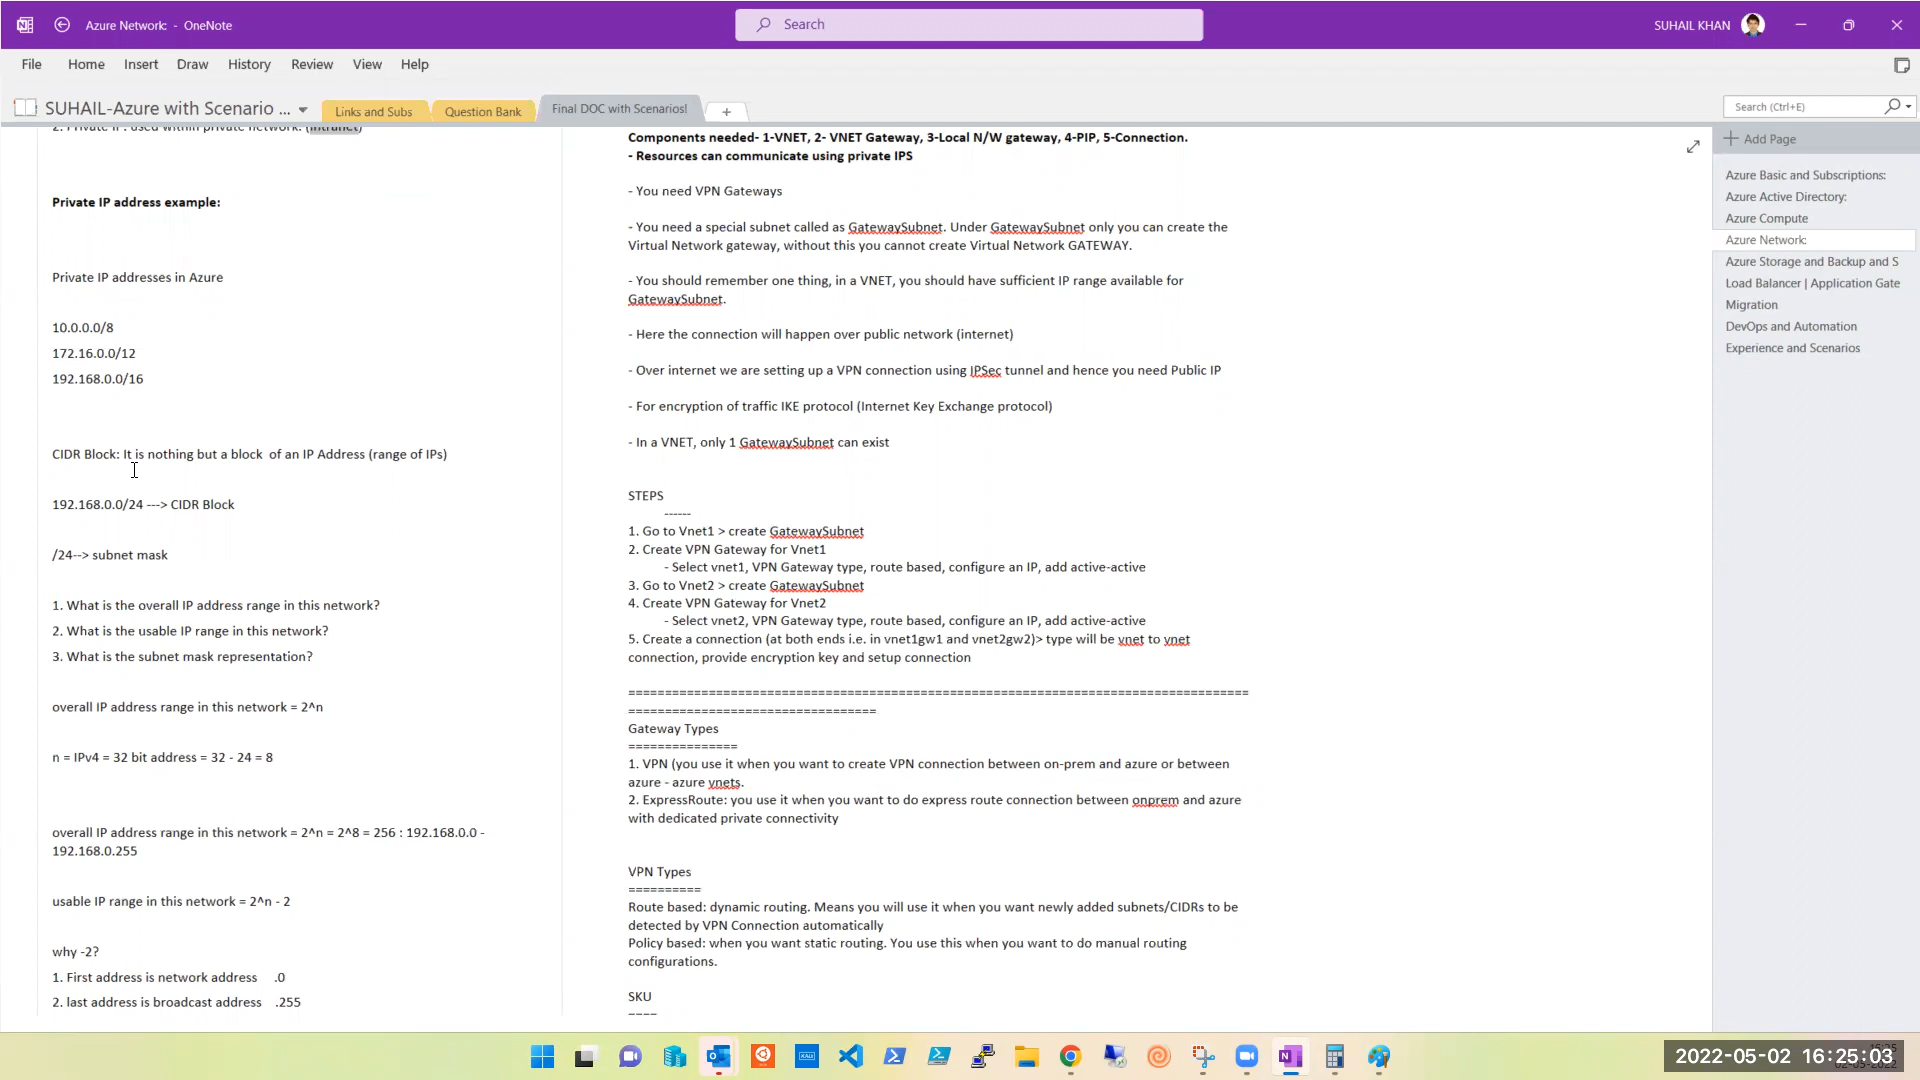 Azure Network: - OneNote
Search
SUHAIL KHAN
File Home Insert Draw History Review View Help
SUHAIL-Azure with Scenario ...
Links and Subs
Question Bank
Final DOC with Scenarios!
Search (Ctrl+E)
2. Private IP: used within private network. (intranet)
Private IP address example:
Private IP addresses in Azure
10.0.0.0/8
172.16.0.0/12
192.168.0.0/16
CIDR Block: It is nothing but a block  of an IP Address (range of IPs)
192.168.0.0/24 ---> CIDR Block
/24--> subnet mask
1. What is the overall IP address range in this network?
2. What is the usable IP range in this network?
3. What is the subnet mask representation?
overall IP address range in this network = 2^n
n = IPv4 = 32 bit address = 32 - 24 = 8
overall IP address range in this network = 2^n = 2^8 = 256 : 192.168.0.0 -
192.168.0.255
usable IP range in this network = 2^n - 2
why -2?
1. First address is network address .0
2. last address is broadcast address .255
Components needed- 1-VNET, 2- VNET Gateway, 3-Local N/W gateway, 4-PIP, 5-Connection.
- Resources can communicate using private IPS
- You need VPN Gateways
- You need a special subnet called as GatewaySubnet. Under GatewaySubnet only you can create the
Virtual Network gateway, without this you cannot create Virtual Network GATEWAY.
- You should remember one thing, in a VNET, you should have sufficient IP range available for
GatewaySubnet.
- Here the connection will happen over public network (internet)
- Over internet we are setting up a VPN connection using IPSec tunnel and hence you need Public IP
- For encryption of traffic IKE protocol (Internet Key Exchange protocol)
- In a VNET, only 1 GatewaySubnet can exist
STEPS
------
1. Go to Vnet1 > create GatewaySubnet
2. Create VPN Gateway for Vnet1
- Select vnet1, VPN Gateway type, route based, configure an IP, add active-active
3. Go to Vnet2 > create GatewaySubnet
4. Create VPN Gateway for Vnet2
- Select vnet2, VPN Gateway type, route based, configure an IP, add active-active
5. Create a connection (at both ends i.e. in vnet1gw1 and vnet2gw2)> type will be vnet to vnet
connection, provide encryption key and setup connection
=====================================================================================
==================================
Gateway Types
===============
1. VPN (you use it when you want to create VPN connection between on-prem and azure or between
azure - azure vnets.
2. ExpressRoute: you use it when you want to do express route connection between onprem and azure
with dedicated private connectivity
VPN Types
==========
Route based: dynamic routing. Means you will use it when you want newly added subnets/CIDRs to be
detected by VPN Connection automatically
Policy based: when you want static routing. You use this when you want to do manual routing
configurations.
SKU
====
Add Page
Azure Basic and Subscriptions:
Azure Active Directory:
Azure Compute
Azure Network:
Azure Storage and Backup and S
Load Balancer | Application Gate
Migration
DevOps and Automation
Experience and Scenarios
2022-05-02 16:25:03